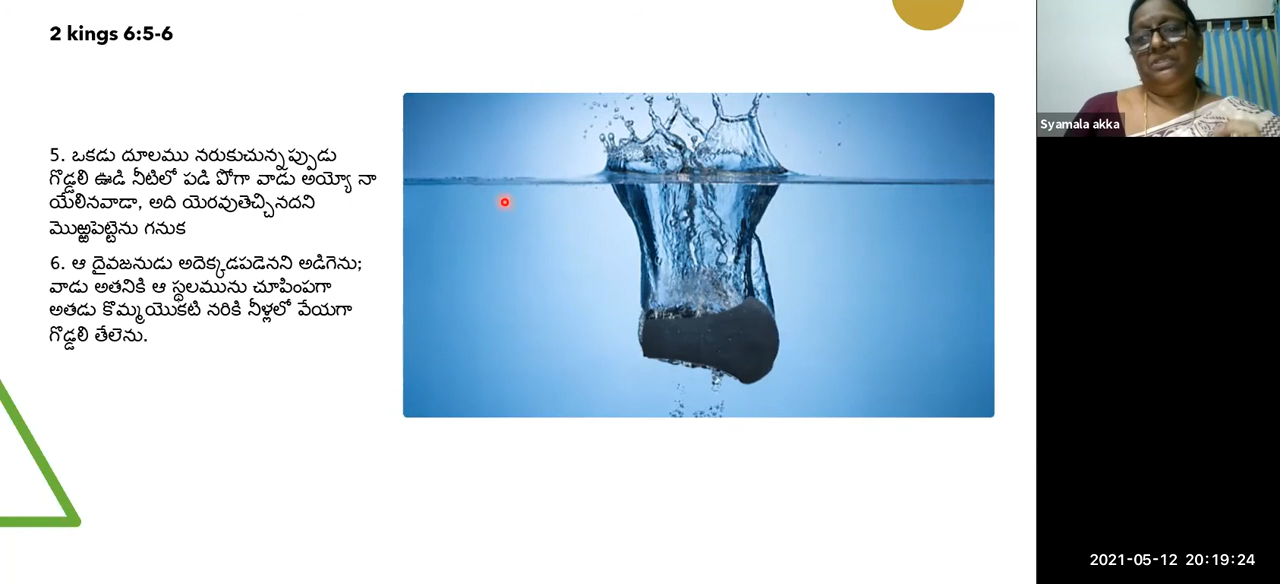 2 kings 6:5-6
5. ఒకడు దూలము నరుకుచున్నప్పుడు
గొడ్డలి ఊడి నీటిలో పడి పోగా వాడు అయ్యో నా
యేలినవాడా, అది యెరవుతెచ్చినదని
మొఱ్ఱపెట్టెను గనుక
6. ఆ దైవజనుడు అదెక్కడపడెనని అడిగెను;
వాడు అతనికి ఆ స్థలమును చూపింపగా
అతడు కొమ్మయొకటి నరికి నీళ్లలో వేయగా
గొడ్డలి తేలెను.
Syamala akka
2021-05-12 20:19:24